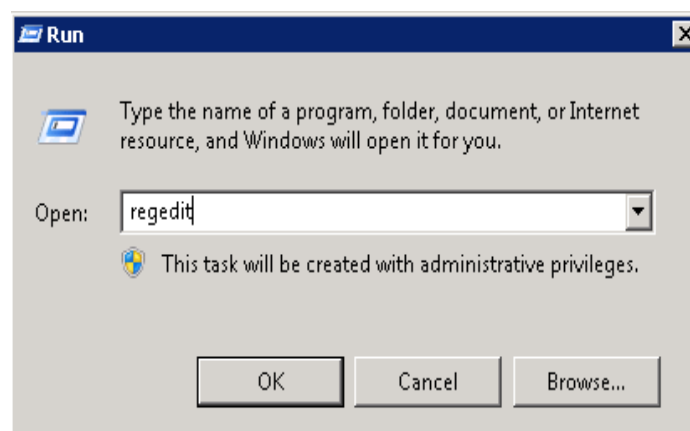 Run
Type the name of a program, folder, document, or Internet
resource, and Windows will open it for you.
Open: regedit
This task will be created with administrative privileges.
OK Cancel Browse...